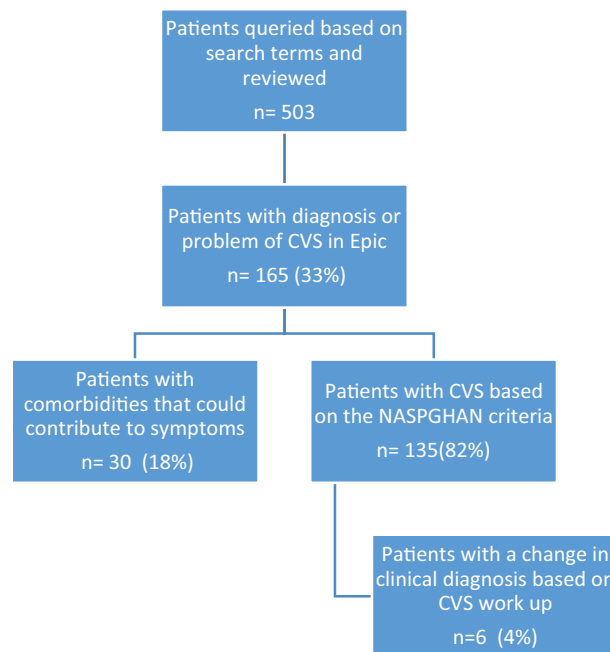 Patients queried based on
search terms and
reviewed
n= 503
Patients with diagnosis or
problem of CVS in Epic
n= 165 (33%)
Patients with
comorbidities that could
contribute to symptoms
n= 30 (18%)
Patients with CVS based
on the NASPGHAN criteria
n= 135(82%)
Patients with a change in
clinical diagnosis based on
CVS work up
n=6 (4%)